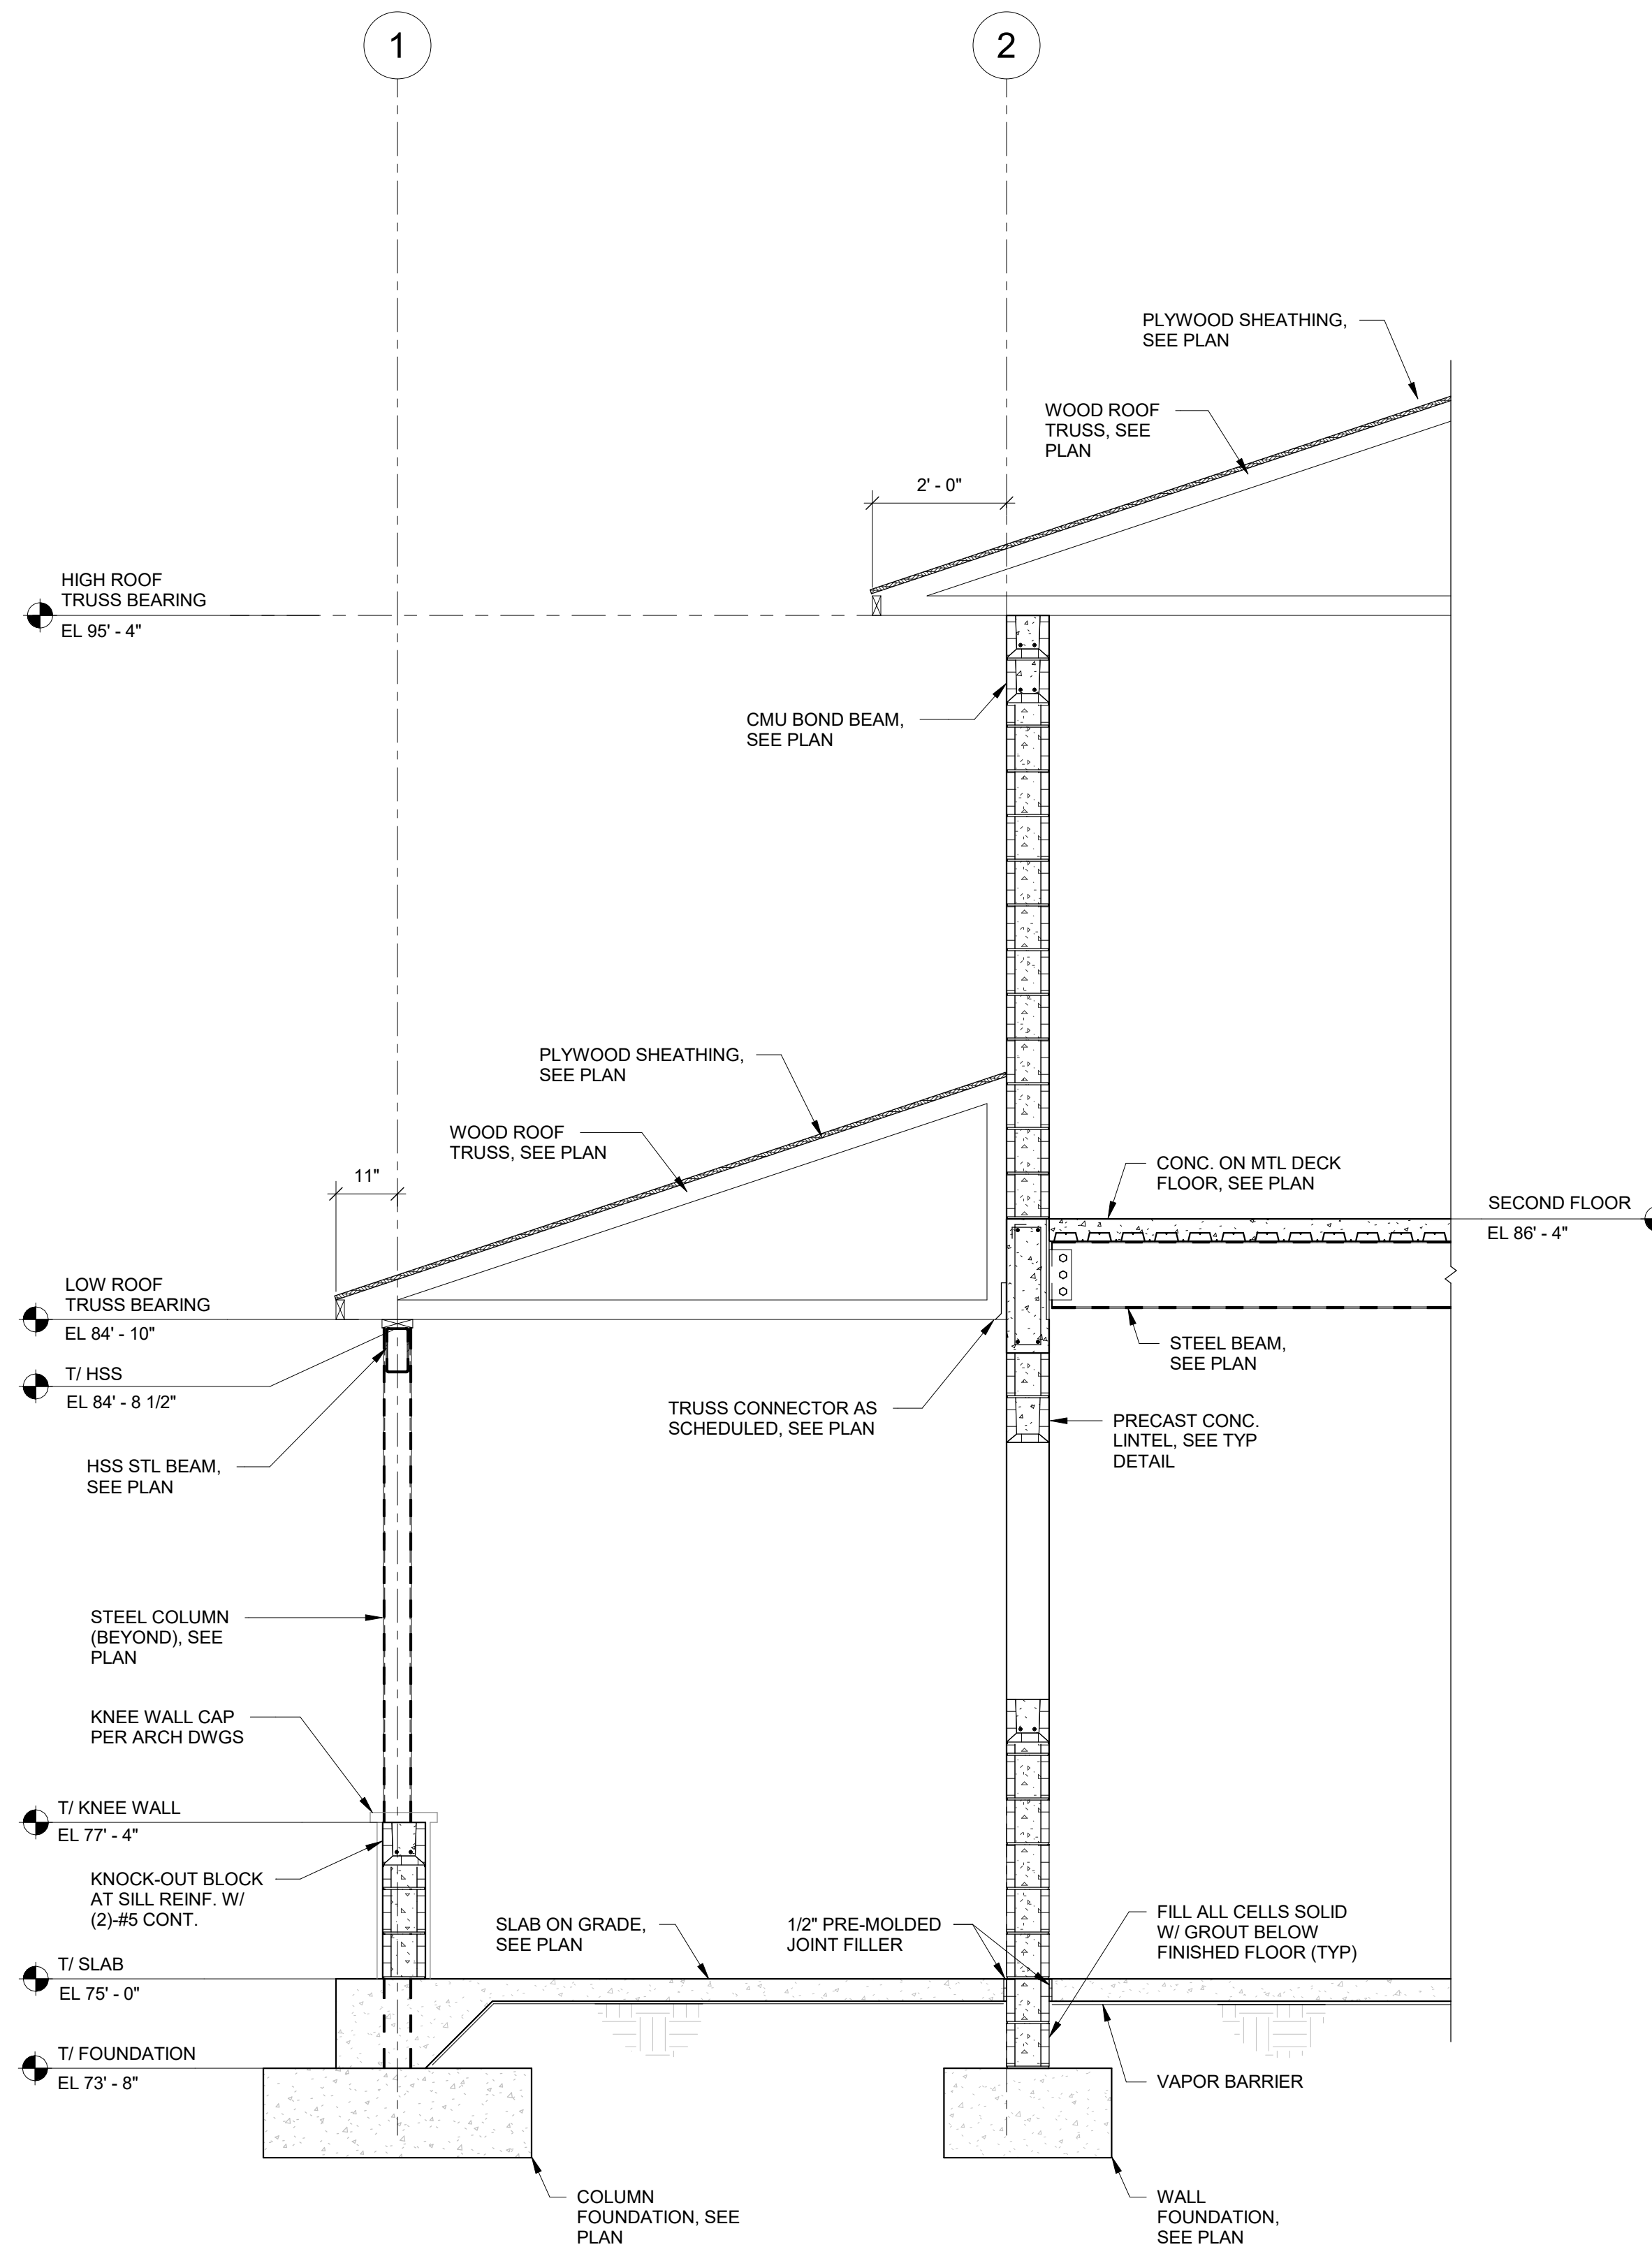 1
2
PLYWOOD SHEATHING,
SEE PLAN
WOOD ROOF
TRUSS, SEE
PLAN
2' - 0"
HIGH ROOF
TRUSS BEARING
EL 95' - 4"
CMU BOND BEAM,
SEE PLAN
PLYWOOD SHEATHING,
SEE PLAN
WOOD ROOF
TRUSS, SEE PLAN
11"
CONC. ON MTL DECK
FLOOR, SEE PLAN
SECOND FLOOR
EL 86' - 4"
LOW ROOF
TRUSS BEARING
EL 84' - 10"
T/ HSS
EL 84' - 8 1/2"
STEEL BEAM,
SEE PLAN
TRUSS CONNECTOR AS
SCHEDULED, SEE PLAN
PRECAST CONC.
LINTEL, SEE TYP
DETAIL
HSS STL BEAM,
SEE PLAN
STEEL COLUMN
(BEYOND), SEE
PLAN
KNEE WALL CAP
PER ARCH DWGS
T/ KNEE WALL
EL 77' - 4"
KNOCK-OUT BLOCK
AT SILL REINF. W/
(2)-#5 CONT.
SLAB ON GRADE,
SEE PLAN
1/2" PRE-MOLDED
JOINT FILLER
FILL ALL CELLS SOLID
W/ GROUT BELOW
FINISHED FLOOR (TYP)
T/ SLAB
EL 75' - 0"
T/ FOUNDATION
EL 73' - 8"
VAPOR BARRIER
COLUMN
FOUNDATION, SEE
PLAN
WALL
FOUNDATION,
SEE PLAN